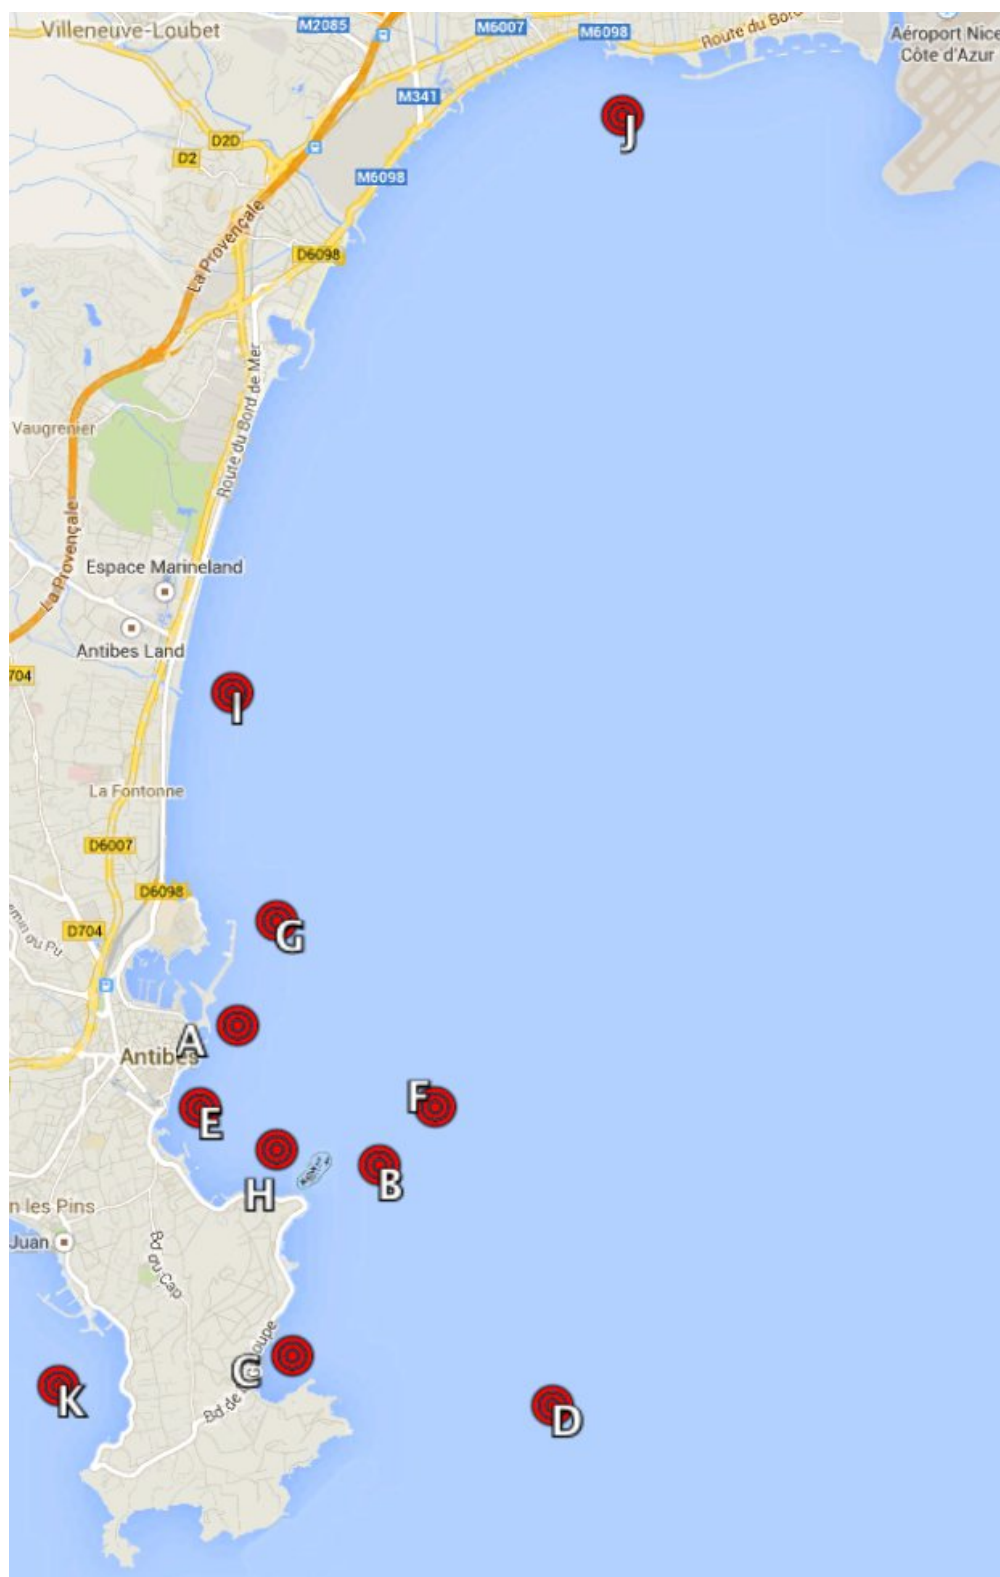 Villeneuve-Loubet
M2085
M6007
M6098
Route du Bord
Aéroport Nice
Côte d'Azur
M341
J
D2D
D2
M6098
La Provençale
D6098
Route du Bord de Mer
Vaugrenier
La Provençale
Espace Marineland
Antibes Land
704
I
La Fontonne
D6007
D6098
G
D704
A
Antibes
F
E
B
H
n les Pins
Juan
Bd du Cap
C
Bd de
K
D